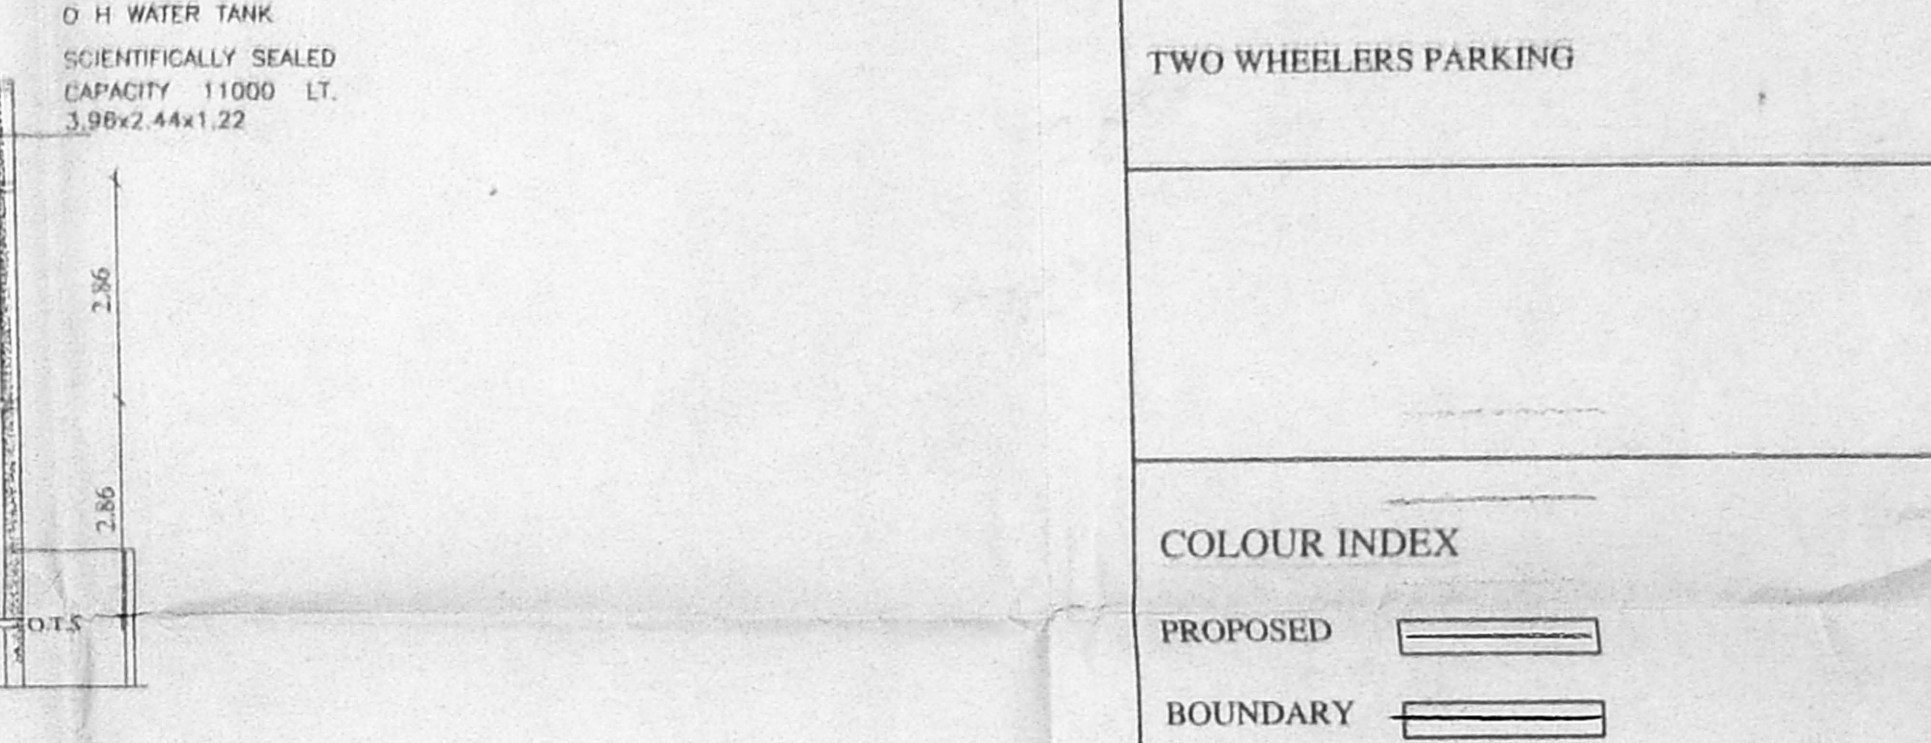 O H WATER TANK
SCIENTIFICALLY SEALED
CAPACITY 11000 LT.
3.96x2.44x1.22
2.86
2.86
O.T.S
TWO WHEELERS PARKING
COLOUR INDEX
PROPOSED
BOUNDARY